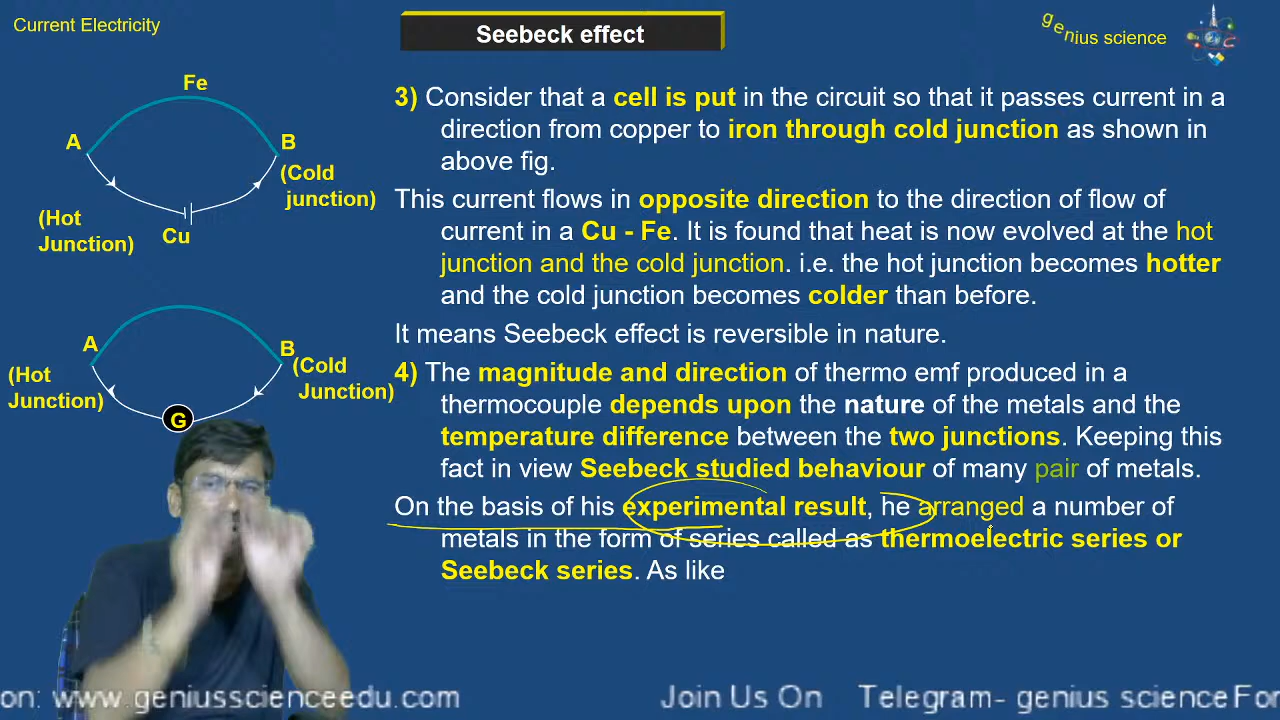 Current Electricity
Seebeck effect
genius science
Fe
A
B
(Cold
junction)
(Hot
Junction)
Cu
A
B
(Cold
Junction)
(Hot
Junction)
G
3) Consider that a cell is put in the circuit so that it passes current in a
direction from copper to iron through cold junction as shown in
above fig.
This current flows in opposite direction to the direction of flow of
current in a Cu - Fe. It is found that heat is now evolved at the hot
junction and the cold junction. i.e. the hot junction becomes hotter
and the cold junction becomes colder than before.
It means Seebeck effect is reversible in nature.
4) The magnitude and direction of thermo emf produced in a
thermocouple depends upon the nature of the metals and the
temperature difference between the two junctions. Keeping this
fact in view Seebeck studied behaviour of many pair of metals.
On the basis of his experimental result, he arranged a number of
metals in the form of series called as thermoelectric series or
Seebeck series. As like
on: www.geniusscienceedu.com Join Us On Telegram- genius science For